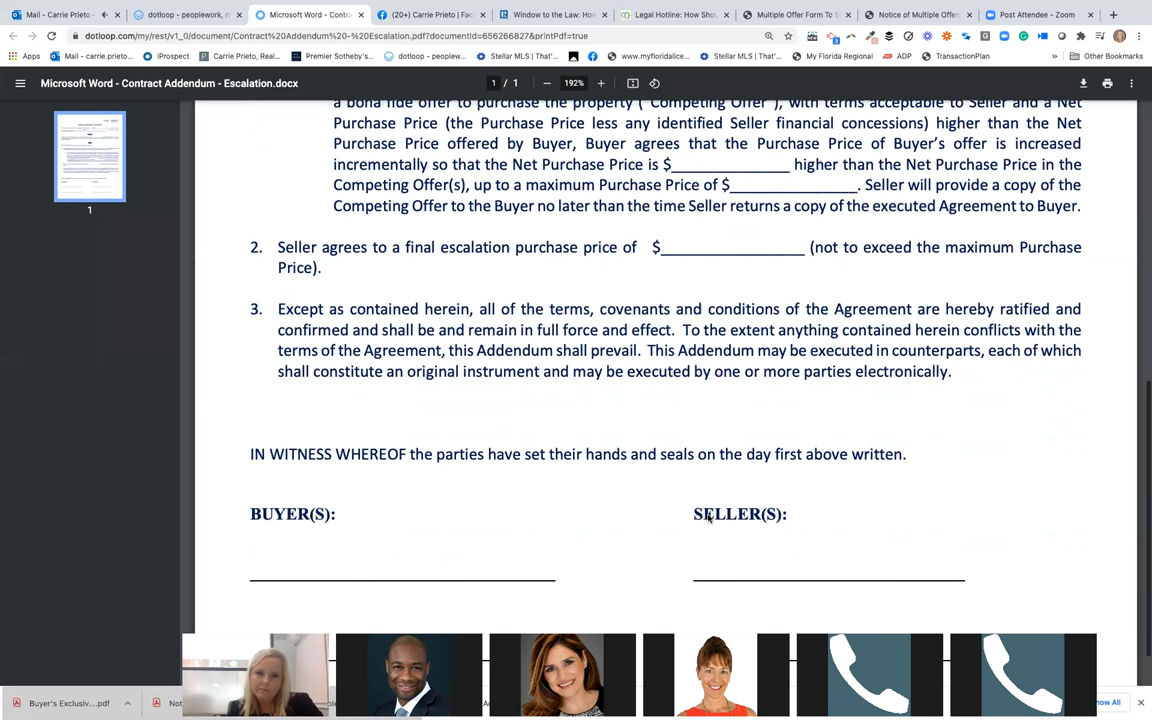 Mail - Carrie Prieto -
dotloop - peoplework, n
Microsoft Word - Contra
(20+) Carrie Prieto | Fac
Window to the Law: How
Legal Hotline: How Shou
Multiple Offer Form To S
Notice of Multiple Offer
Post Attendee - Zoom
dotloop.com/my/rest/v1_0/document/Contract%20Addendum%20-%20Escalation.pdf?documentId=656266827&printPdf=true
Apps
Mail - carrie.prieto...
iProspect
Carrie Prieto, Real...
Premier Sotheby's...
dotloop - peoplew...
Stellar MLS | That'...
www.myfloridalice...
Stellar MLS | That'...
My Florida Regional
ADP
TransactionPlan
»
Other Bookmarks
Microsoft Word - Contract Addendum - Escalation.docx
1 / 1
192%
1
a bona fide offer to purchase the property ("Competing Offer"), with terms acceptable to Seller and a Net
Purchase Price (the Purchase Price less any identified Seller financial concessions) higher than the Net
Purchase Price offered by Buyer, Buyer agrees that the Purchase Price of Buyer's offer is increased
incrementally so that the Net Purchase Price is $______________ higher than the Net Purchase Price in the
Competing Offer(s), up to a maximum Purchase Price of $_______________. Seller will provide a copy of the
Competing Offer to the Buyer no later than the time Seller returns a copy of the executed Agreement to Buyer.
2. Seller agrees to a final escalation purchase price of $_________________ (not to exceed the maximum Purchase
Price).
3. Except as contained herein, all of the terms, covenants and conditions of the Agreement are hereby ratified and
confirmed and shall be and remain in full force and effect. To the extent anything contained herein conflicts with the
terms of the Agreement, this Addendum shall prevail. This Addendum may be executed in counterparts, each of which
shall constitute an original instrument and may be executed by one or more parties electronically.
IN WITNESS WHEREOF the parties have set their hands and seals on the day first above written.
BUYER(S):
SELLER(S):
Buyer's Exclusiv....pdf
Not
how All